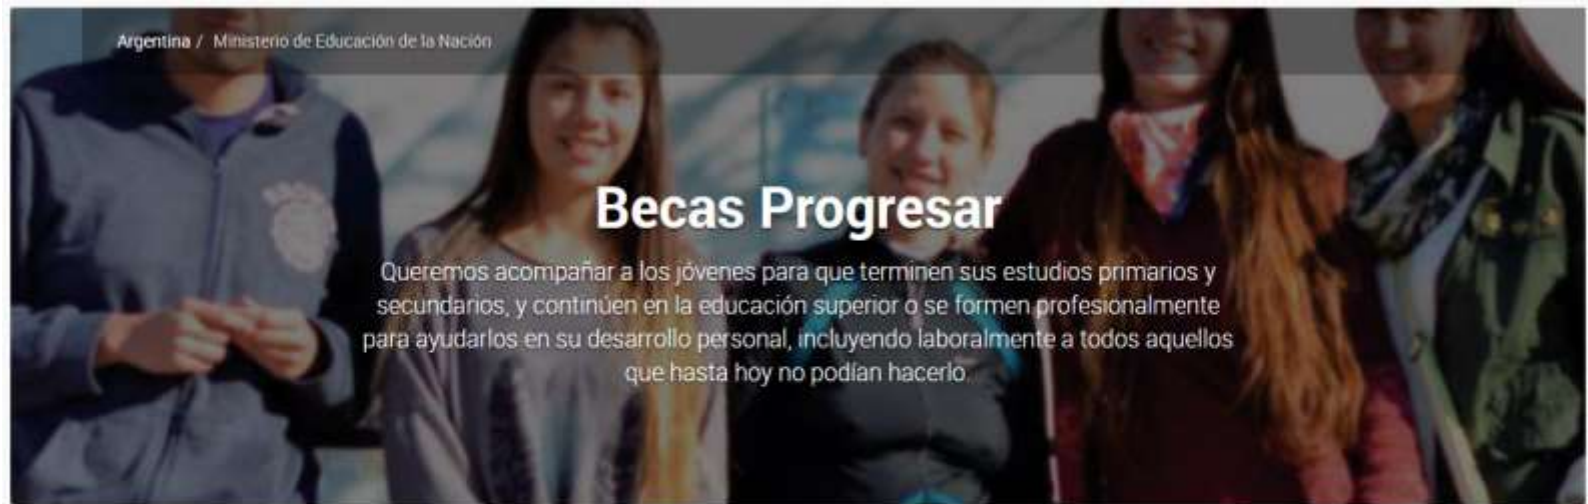 Argentina / Ministerio de Educación de la Nación
Becas Progresar
Queremos acompañar a los jóvenes para que terminen sus estudios primarios y
secundarios, y continúen en la educación superior o se formen profesionalmente
para ayudarlos en su desarrollo personal, incluyendo laboralmente a todos aquellos
que hasta hoy no podían hacerlo.